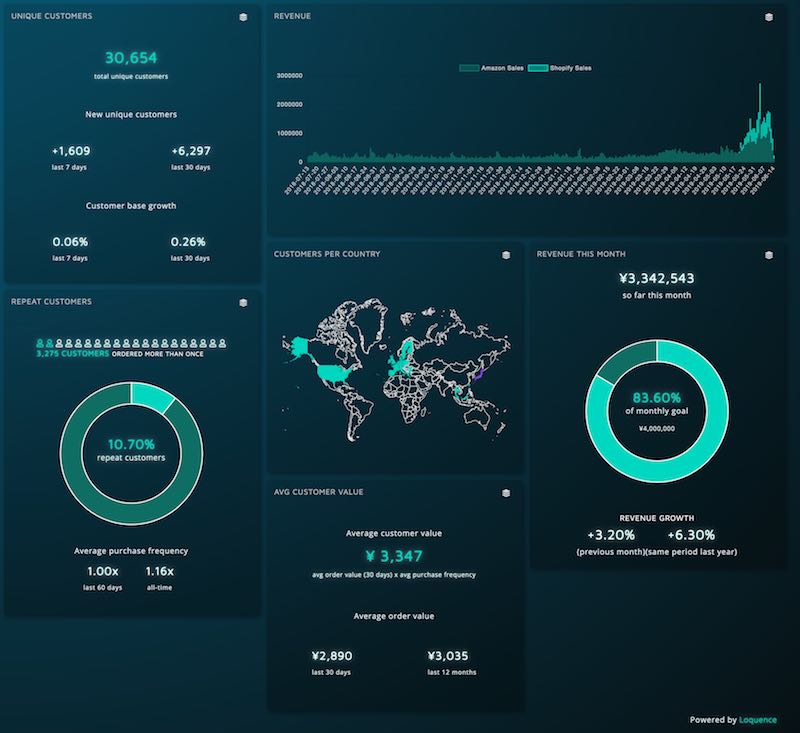 UNIQUE CUSTOMERS
30,654
total unique customers
New unique customers
+1,609
last 7 days
+6,297
last 30 days
Customer base growth
0.06%
last 7 days
0.26%
last 30 days
REVENUE
Amazon Sales
Shopify Sales
3000000
2000000
1000000
0
REPEAT CUSTOMERS
3,275 CUSTOMERS ORDERED MORE THAN ONCE
10.70%
repeat customers
Average purchase frequency
1.00x
last 60 days
1.16x
all-time
CUSTOMERS PER COUNTRY
REVENUE THIS MONTH
¥3,342,543
so far this month
83.60%
of monthly goal
¥4,000,000
REVENUE GROWTH
+3.20%
+6.30%
(previous month)(same period last year)
AVG CUSTOMER VALUE
Average customer value
¥ 3,347
avg order value (30 days) x avg purchase frequency
Average order value
¥2,890
last 30 days
¥3,035
last 12 months
Powered by Loquence